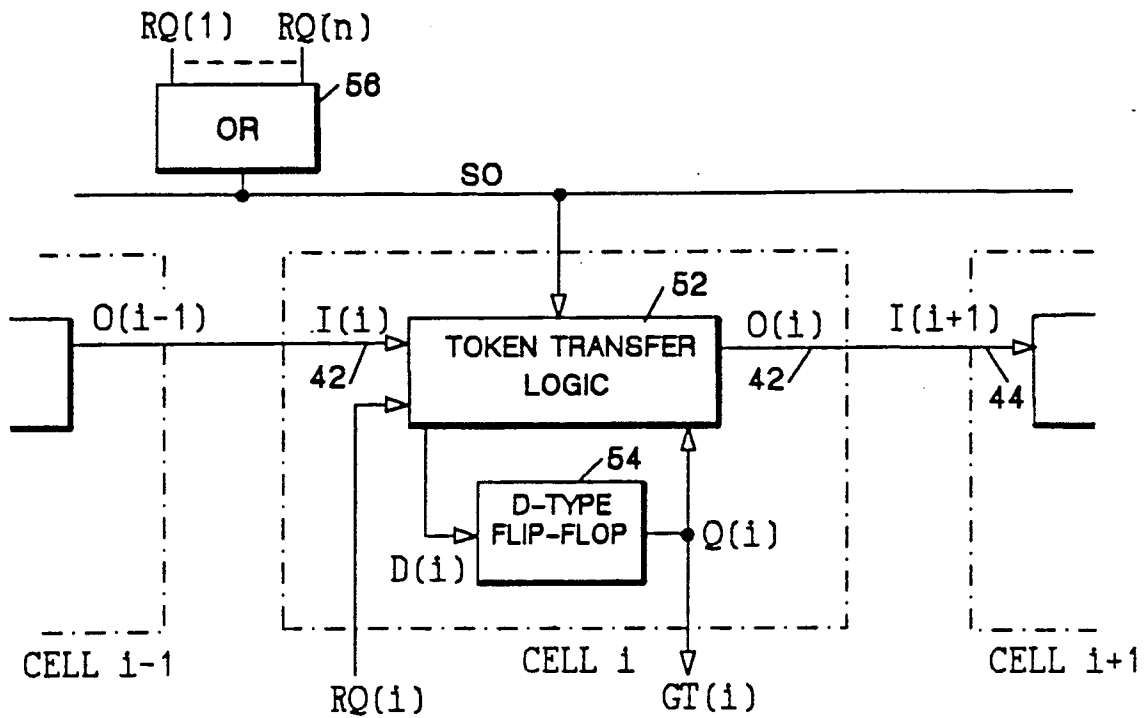 RQ(1) RQ(n)
56
OR
SO
52
O(i-1) I(i) O(i) I(i+1)
TOKEN TRANSFER
LOGIC
42 42 44
54
D-TYPE
FLIP-FLOP
D(i) Q(i)
CELL i-1 CELL i CELL i+1
RQ(i) GT(i)